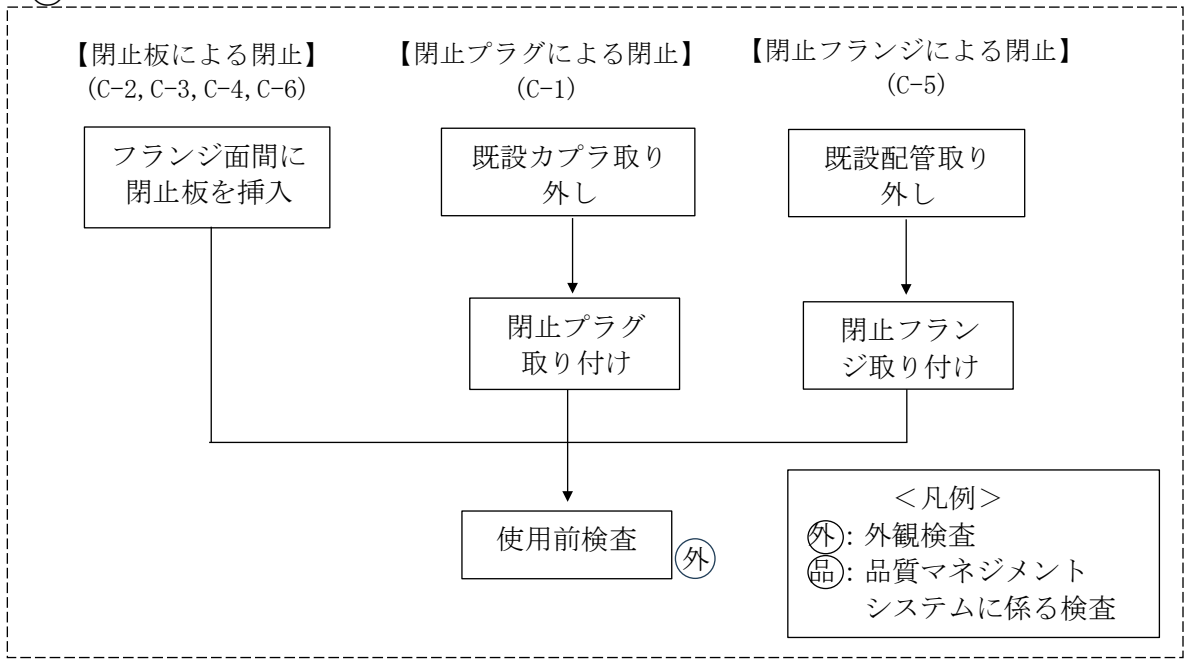 【閉止板による閉止】
(C-2, C-3, C-4, C-6)
フランジ面間に
閉止板を挿入
【閉止プラグによる閉止】
(C-1)
既設カプラ取り
外し
閉止プラグ
取り付け
【閉止フランジによる閉止】
(C-5)
既設配管取り
外し
閉止フラン
ジ取り付け
使用前検査
外
＜凡例＞
外: 外観検査
品: 品質マネジメント
システムに係る検査